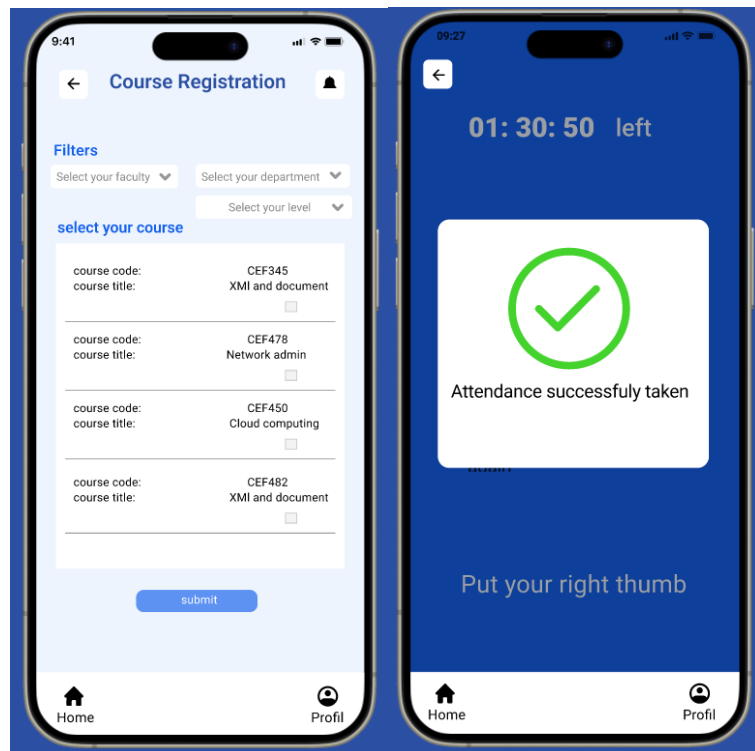 9:41
Course Registration
Filters
Select your faculty
Select your department
Select your level
select your course
course code: CEF345
course title: XMl and document
course code: CEF478
course title: Network admin
course code: CEF450
course title: Cloud computing
course code: CEF482
course title: XMl and document
submit
Home
Profil
09:27
01: 30: 50 left
Attendance successfuly taken
Put your right thumb
Home
Profil